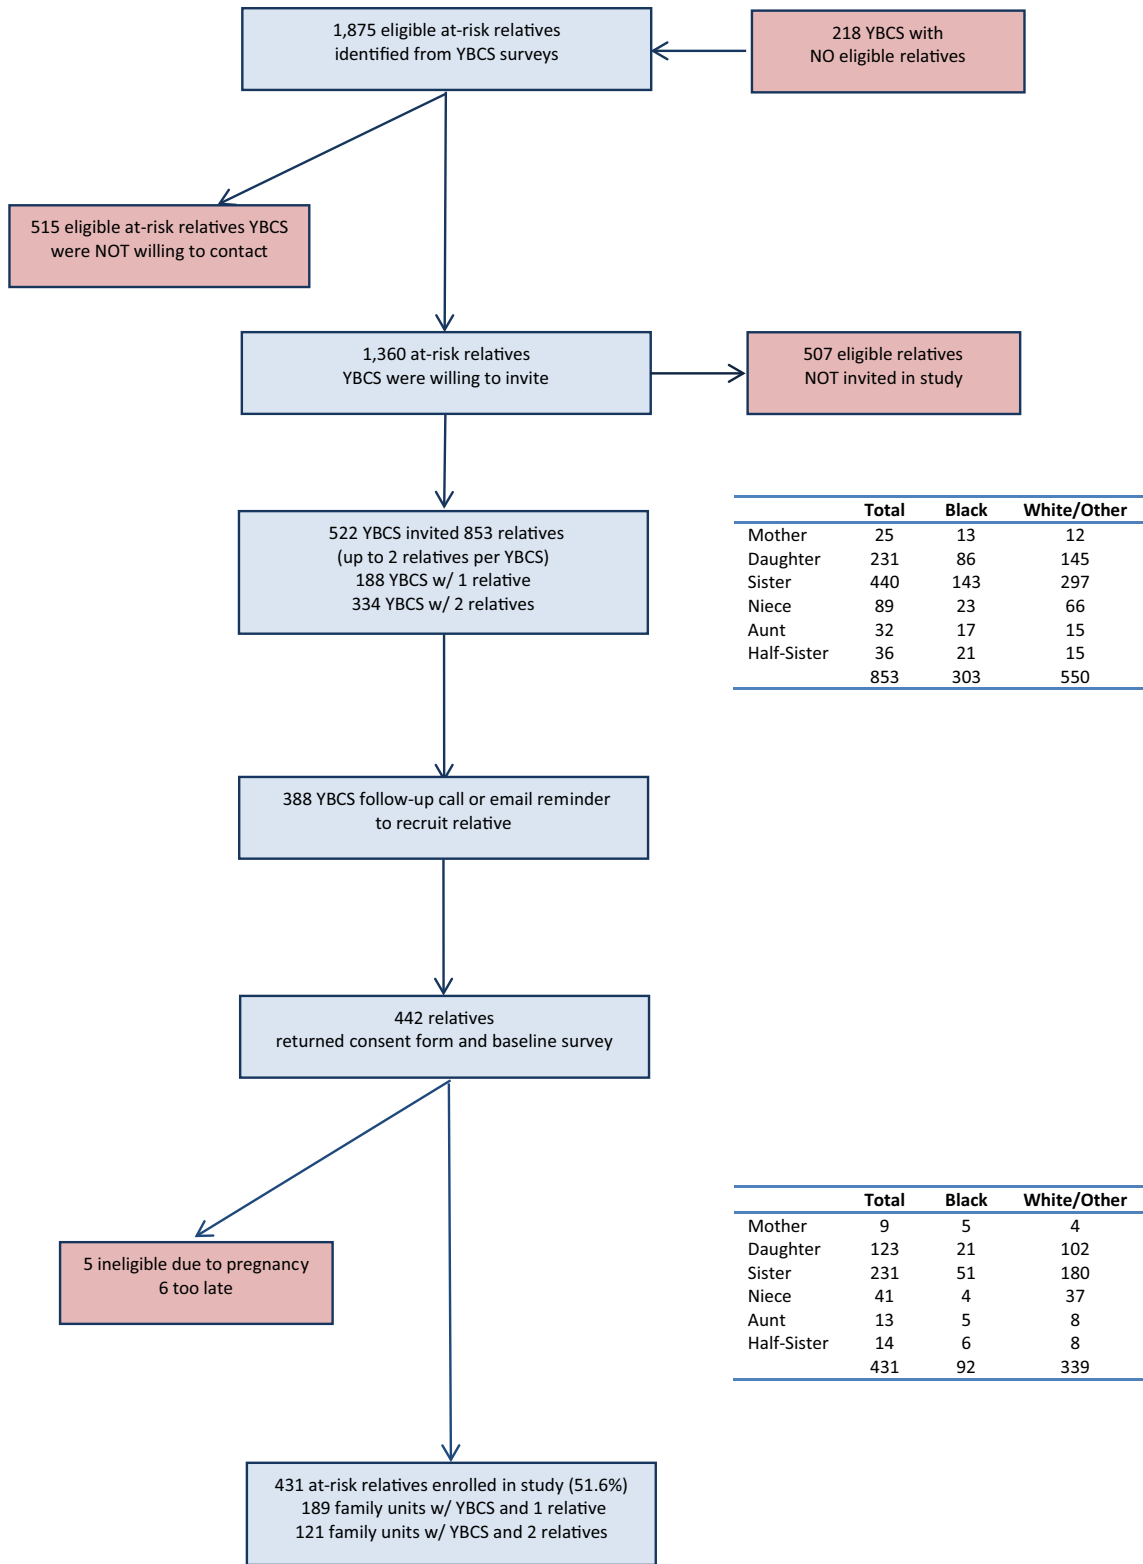 1,875 eligible at-risk relatives
identified from YBCS surveys
218 YBCS with
NO eligible relatives
515 eligible at-risk relatives YBCS
were NOT willing to contact
1,360 at-risk relatives
YBCS were willing to invite
507 eligible relatives
NOT invited in study
522 YBCS invited 853 relatives
(up to 2 relatives per YBCS)
188 YBCS w/ 1 relative
334 YBCS w/ 2 relatives
Total Black White/Other
Mother 25 13 12
Daughter 231 86 145
Sister 440 143 297
Niece 89 23 66
Aunt 32 17 15
Half-Sister 36 21 15
853 303 550
388 YBCS follow-up call or email reminder
to recruit relative
442 relatives
returned consent form and baseline survey
5 ineligible due to pregnancy
6 too late
Total Black White/Other
Mother 9 5 4
Daughter 123 21 102
Sister 231 51 180
Niece 41 4 37
Aunt 13 5 8
Half-Sister 14 6 8
431 92 339
431 at-risk relatives enrolled in study (51.6%)
189 family units w/ YBCS and 1 relative
121 family units w/ YBCS and 2 relatives